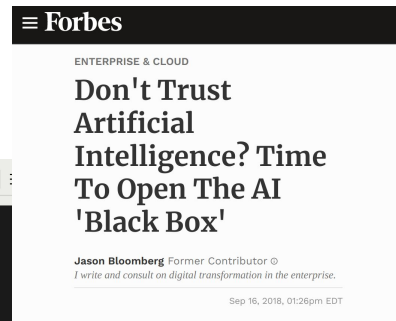 Forbes
ENTERPRISE & CLOUD
Don't Trust
Artificial
Intelligence? Time
To Open The AI
'Black Box'
Jason Bloomberg Former Contributor
I write and consult on digital transformation in the enterprise.
Sep 16, 2018, 01:26pm EDT